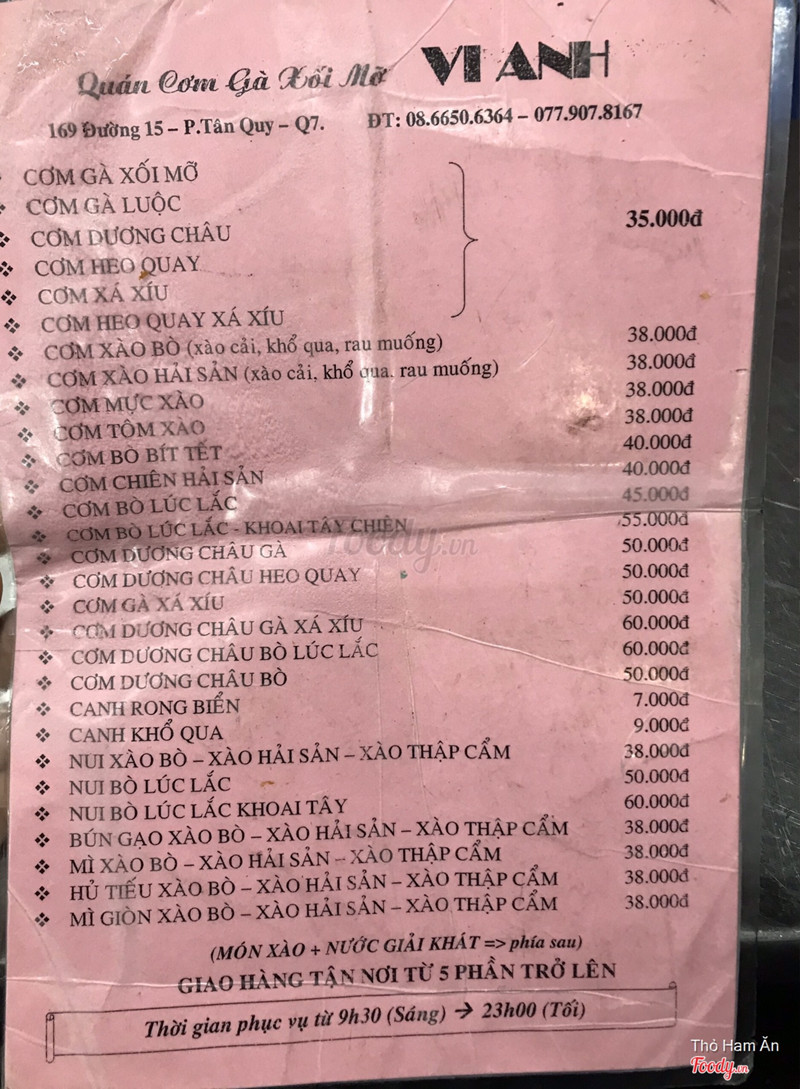 Quán Cơm Gà Xối Mỡ VI ANH
169 Đường 15 – P.Tân Quy – Q7. ĐT: 08.6650.6364 – 077.907.8167
CƠM GÀ XỐI MỠ
CƠM GÀ LUỘC
35.000đ
CƠM DƯƠNG CHÂU
CƠM HEO QUAY
CƠM XÁ XÍU
CƠM HEO QUAY XÁ XÍU
CƠM XÀO BÒ (xào cải, khổ qua, rau muống) 38.000đ
CƠM XÀO HẢI SẢN (xào cải, khổ qua, rau muống) 38.000đ
CƠM MỰC XÀO 38.000đ
CƠM TÔM XÀO 38.000đ
CƠM BÒ BÍT TẾT 40.000đ
CƠM CHIÊN HẢI SẢN 40.000đ
CƠM BÒ LÚC LẮC 45.000đ
CƠM BÒ LÚC LẮC - KHOAI TÂY CHIÊN 55.000đ
CƠM DƯƠNG CHÂU GÀ 50.000đ
CƠM DƯƠNG CHÂU HEO QUAY 50.000đ
CƠM GÀ XÁ XÍU 50.000đ
CƠM DƯƠNG CHÂU GÀ XÁ XÍU 60.000đ
CƠM DƯƠNG CHÂU BÒ LÚC LẮC 60.000đ
CƠM DƯƠNG CHÂU BÒ 50.000đ
CANH RONG BIỂN 7.000đ
CANH KHỔ QUA 9.000đ
NUI XÀO BÒ – XÀO HẢI SẢN – XÀO THẬP CẨM 38.000đ
NUI BÒ LÚC LẮC 50.000đ
NUI BÒ LÚC LẮC KHOAI TÂY 60.000đ
BÚN GẠO XÀO BÒ – XÀO HẢI SẢN – XÀO THẬP CẨM 38.000đ
MÌ XÀO BÒ – XÀO HẢI SẢN – XÀO THẬP CẨM 38.000đ
HỦ TIẾU XÀO BÒ – XÀO HẢI SẢN – XÀO THẬP CẨM 38.000đ
MÌ GIÒN XÀO BÒ – XÀO HẢI SẢN – XÀO THẬP CẨM 38.000đ
(MÓN XÀO + NƯỚC GIẢI KHÁT => phía sau)
GIAO HÀNG TẬN NƠI TỪ 5 PHẦN TRỞ LÊN
Thời gian phục vụ từ 9h30 (Sáng) → 23h00 (Tối)
Foody.vn
Thỏ Ham Ăn
Foody.vn